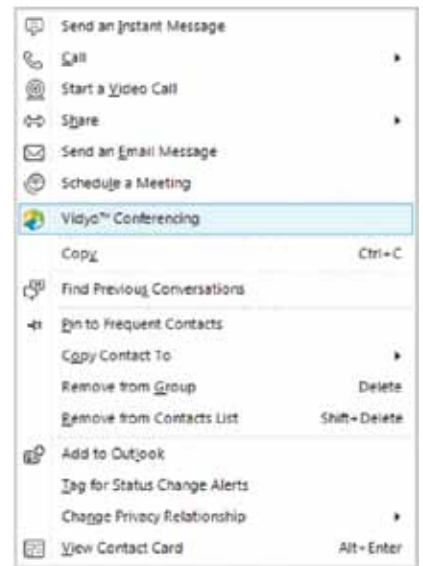 Send an Instant Message
Call
Start a Video Call
Share
Send an Email Message
Schedule a Meeting
Vidyo™ Conferencing
Copy Ctrl+C
Find Previous Conversations
Pin to Frequent Contacts
Copy Contact To
Remove from Group Delete
Remove from Contacts List Shift+Delete
Add to Outlook
Tag for Status Change Alerts
Change Privacy Relationship
View Contact Card Alt+Enter